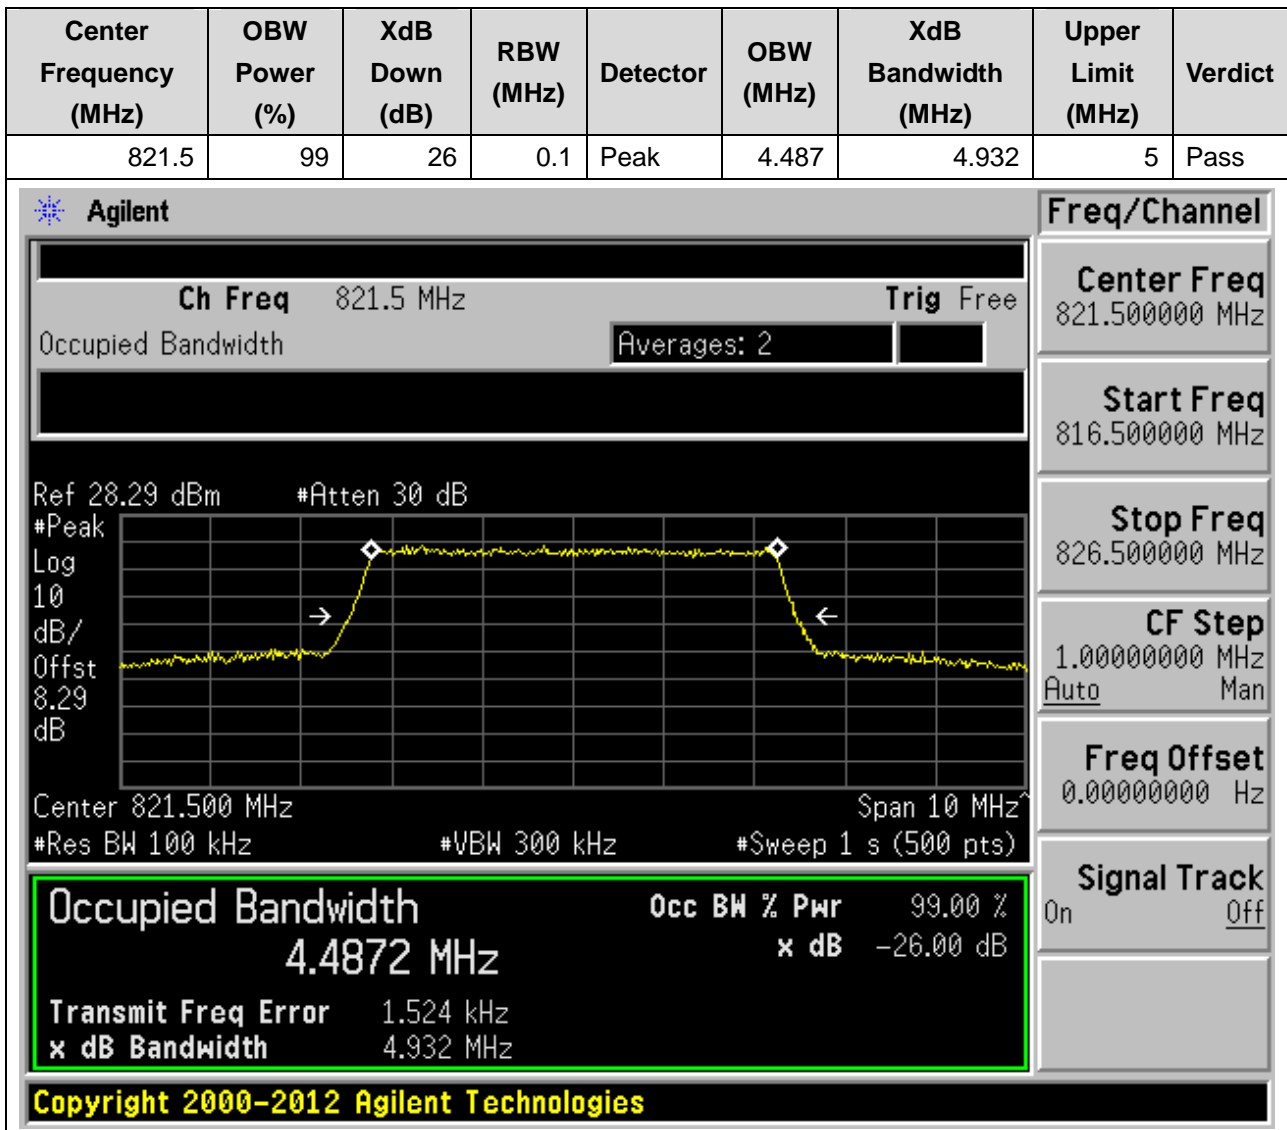 Center Frequency (MHz) OBW Power (%) XdB Down (dB) RBW (MHz) Detector OBW (MHz) XdB Bandwidth (MHz) Upper Limit (MHz) Verdict
821.5 99 26 0.1 Peak 4.487 4.932 5 Pass
Agilent
Freq/Channel
Ch Freq 821.5 MHz Trig Free
Occupied Bandwidth Averages: 2
Ref 28.29 dBm #Atten 30 dB
#Peak
Log
10
dB/
Offst
8.29
dB
Center 821.500 MHz Span 10 MHz^
#Res BW 100 kHz #VBW 300 kHz #Sweep 1 s (500 pts)
Occupied Bandwidth Occ BW % Pwr 99.00 %
4.4872 MHz x dB -26.00 dB
Transmit Freq Error 1.524 kHz
x dB Bandwidth 4.932 MHz
Center Freq
821.500000 MHz
Start Freq
816.500000 MHz
Stop Freq
826.500000 MHz
CF Step
1.00000000 MHz
Auto Man
Freq Offset
0.00000000 Hz
Signal Track
On Off
Copyright 2000-2012 Agilent Technologies